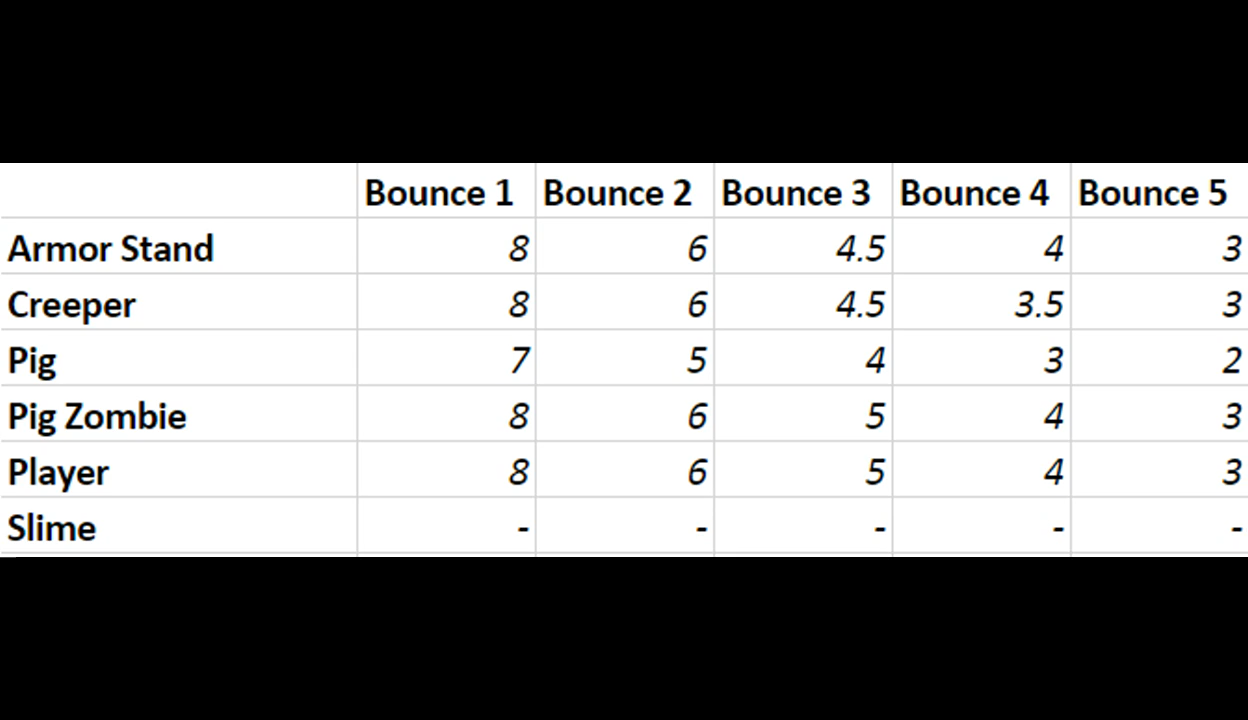 Bounce 1 Bounce 2 Bounce 3 Bounce 4 Bounce 5
Armor Stand 8 6 4.5 4 3
Creeper 8 6 4.5 3.5 3
Pig 7 5 4 3 2
Pig Zombie 8 6 5 4 3
Player 8 6 5 4 3
Slime - - - - -